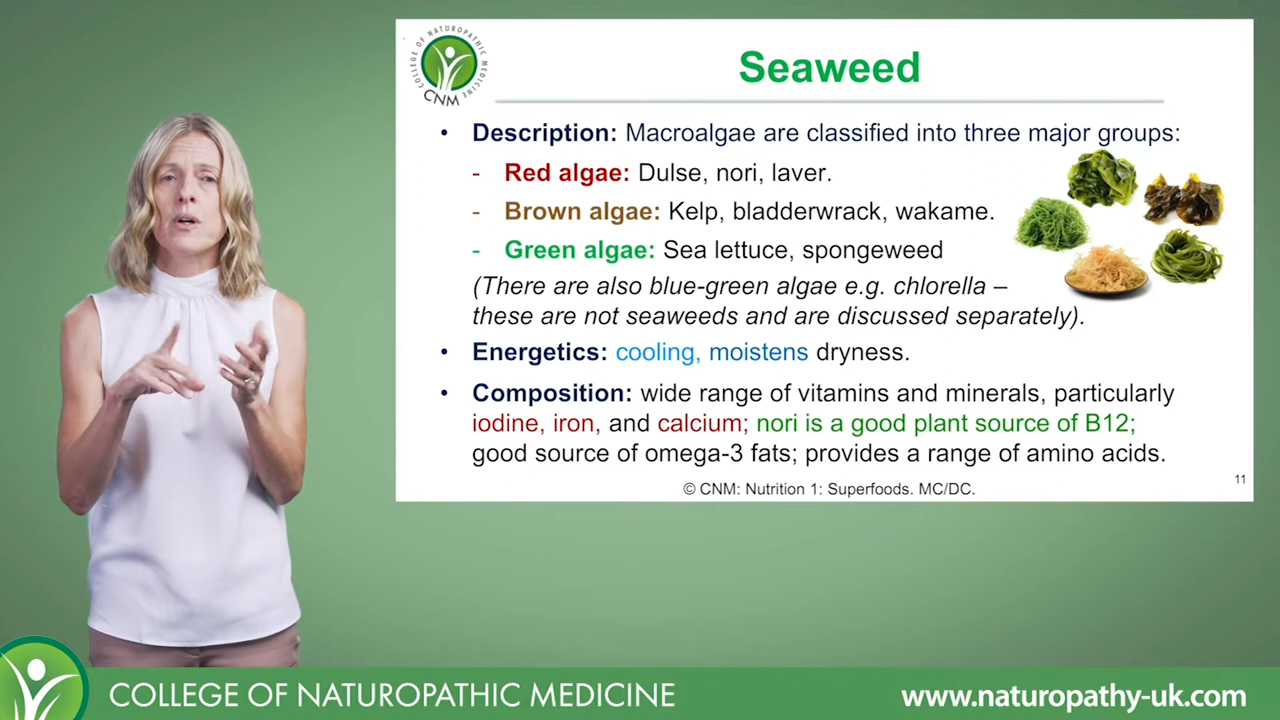 COLLEGE OF NATUROPATHIC MEDICINE
CNM
Seaweed
• Description: Macroalgae are classified into three major groups:
- Red algae: Dulse, nori, laver.
- Brown algae: Kelp, bladderwrack, wakame.
- Green algae: Sea lettuce, spongeweed
(There are also blue-green algae e.g. chlorella –
these are not seaweeds and are discussed separately).
• Energetics: cooling, moistens dryness.
• Composition: wide range of vitamins and minerals, particularly
iodine, iron, and calcium; nori is a good plant source of B12;
good source of omega-3 fats; provides a range of amino acids.
© CNM: Nutrition 1: Superfoods. MC/DC.
11
COLLEGE OF NATUROPATHIC MEDICINE
www.naturopathy-uk.com